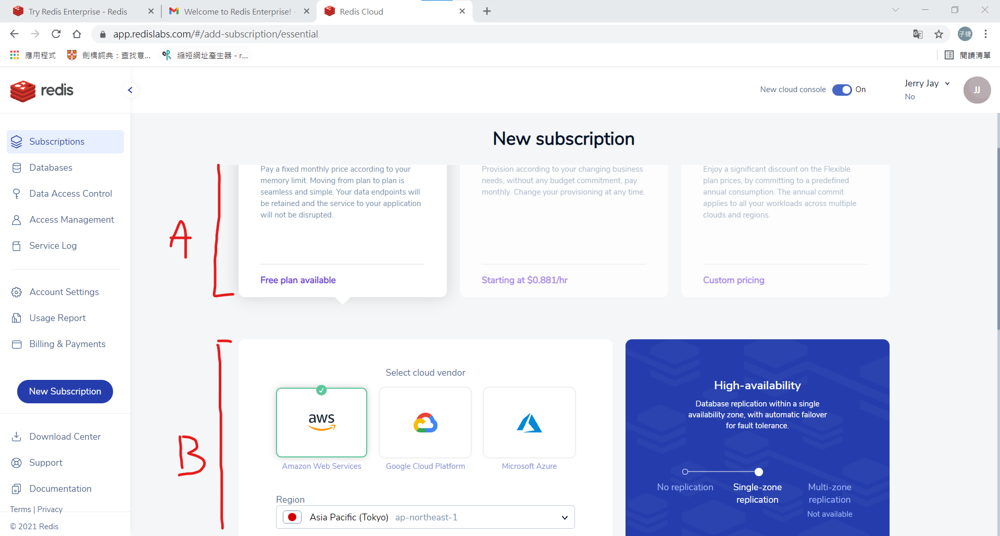 Try Redis Enterprise - Redis
Welcome to Redis Enterprise! -
Redis Cloud
app.redislabs.com/#/add-subscription/essential
子捷
應用程式
劍橋詞典：查找意...
縮短網址產生器 - r...
閱讀清單
redis
New cloud console
On
Jerry Jay
No
JJ
Subscriptions
Databases
Data Access Control
Access Management
Service Log
Account Settings
Usage Report
Billing & Payments
New Subscription
Download Center
Support
Documentation
Terms | Privacy
© 2021 Redis
New subscription
A
Pay a fixed monthly price according to your
memory limit. Moving from plan to plan is
seamless and simple. Your data endpoints will
be retained and the service to your application
will not be disrupted.
Free plan available
Provision according to your changing business
needs, without any budget commitment, pay
monthly. Change your provisioning at any time.
Starting at $0.881/hr
Enjoy a significant discount on the Flexible
plan prices, by committing to a predefined
annual consumption. The annual commit
applies to all your workloads across multiple
clouds and regions.
Custom pricing
B
Select cloud vendor
aws
Amazon Web Services
Google Cloud Platform
Microsoft Azure
Region
Asia Pacific (Tokyo) ap-northeast-1
High-availability
Database replication within a single
availability zone, with automatic failover
for fault tolerance.
No replication
Single-zone
replication
Multi-zone
replication
Not available